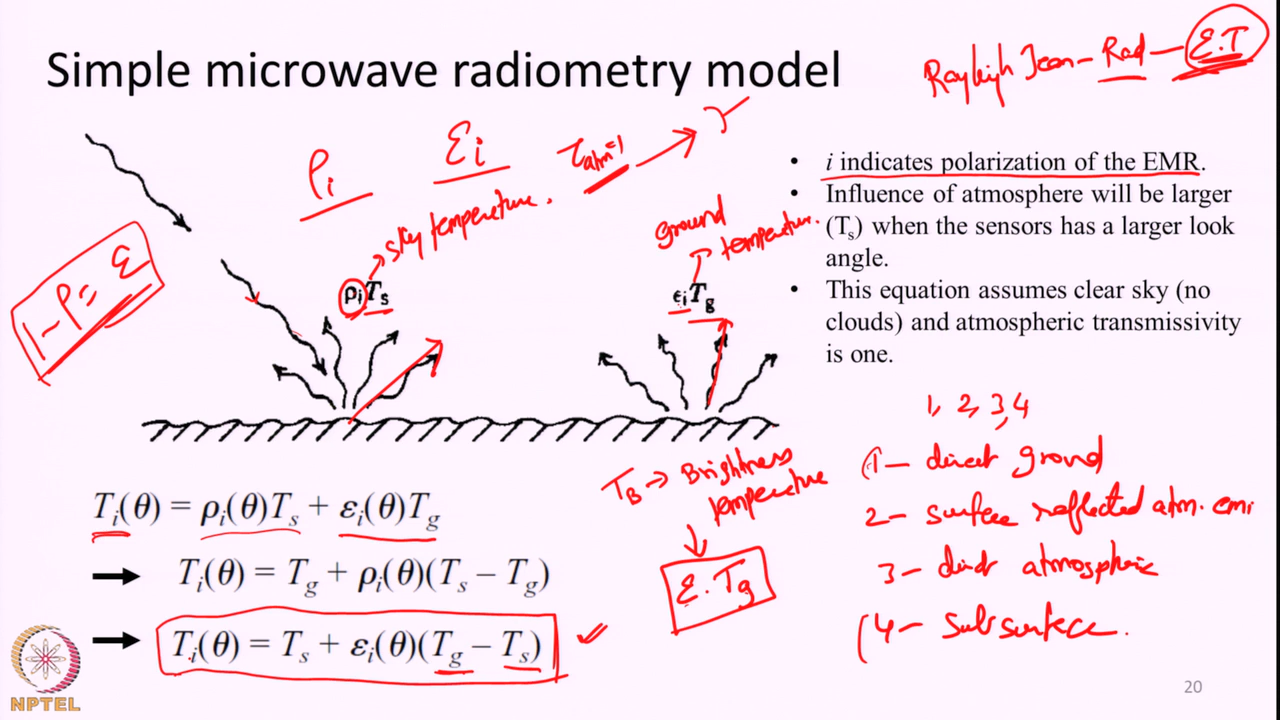 Simple microwave radiometry model
Rayleigh Jean - Rad - ε.T
ρi
εi
τatm=1
sky temperature.
ground
temperature.
1-ρ = ε
ρiTs
ϵiTg
• i indicates polarization of the EMR.
• Influence of atmosphere will be larger
(Ts) when the sensors has a larger look
angle.
• This equation assumes clear sky (no
clouds) and atmospheric transmissivity
is one.
Ti(θ) = ρi(θ)Ts + εi(θ)Tg
Ti(θ) = Tg + ρi(θ)(Ts − Tg)
Ti(θ) = Ts + εi(θ)(Tg − Ts)
TB → Brightness
temperature
ε.Tg
1, 2, 3, 4
1 - direct ground
2 - surface reflected atm. emi
3 - direct atmospheric
4 - subsurface.
NPTEL
20